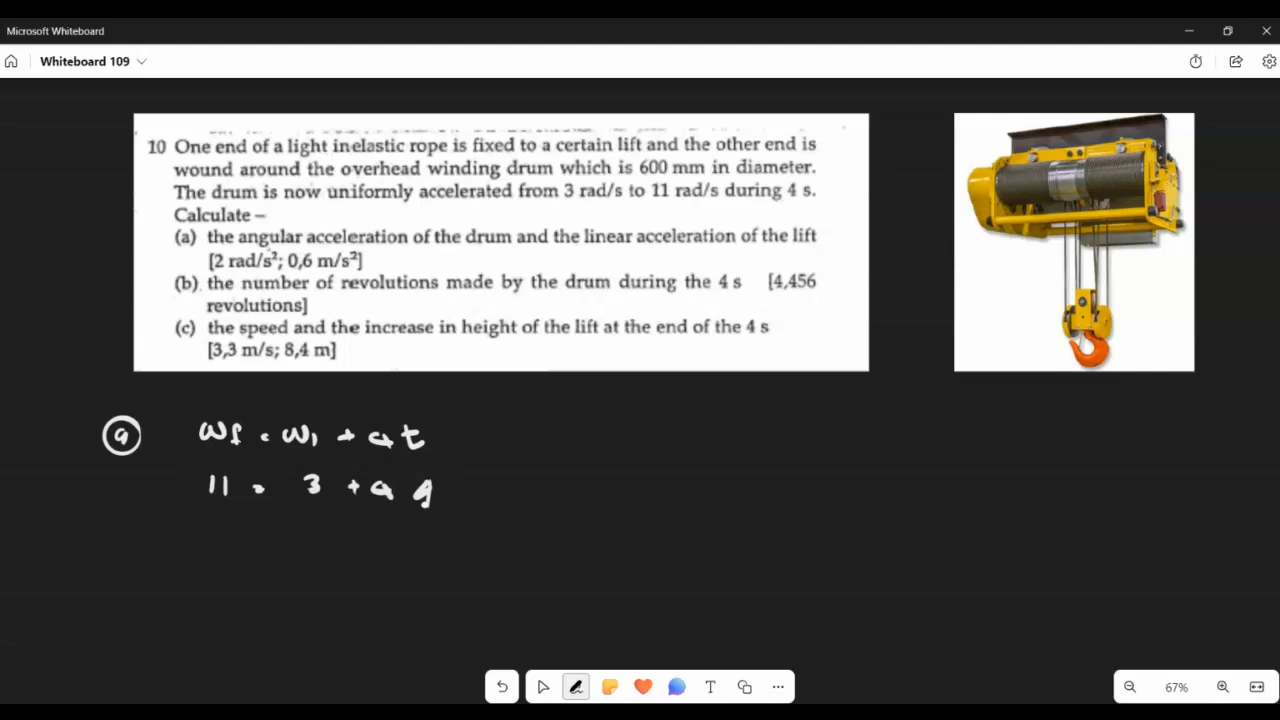 Microsoft Whiteboard
Whiteboard 109
10 One end of a light inelastic rope is fixed to a certain lift and the other end is
wound around the overhead winding drum which is 600 mm in diameter.
The drum is now uniformly accelerated from 3 rad/s to 11 rad/s during 4 s.
Calculate –
(a) the angular acceleration of the drum and the linear acceleration of the lift
[2 rad/s²; 0,6 m/s²]
(b) the number of revolutions made by the drum during the 4 s [4,456
revolutions]
(c) the speed and the increase in height of the lift at the end of the 4 s
[3,3 m/s; 8,4 m]
(a) ωf = ω1 + αt
11 = 3 + α 4
67%